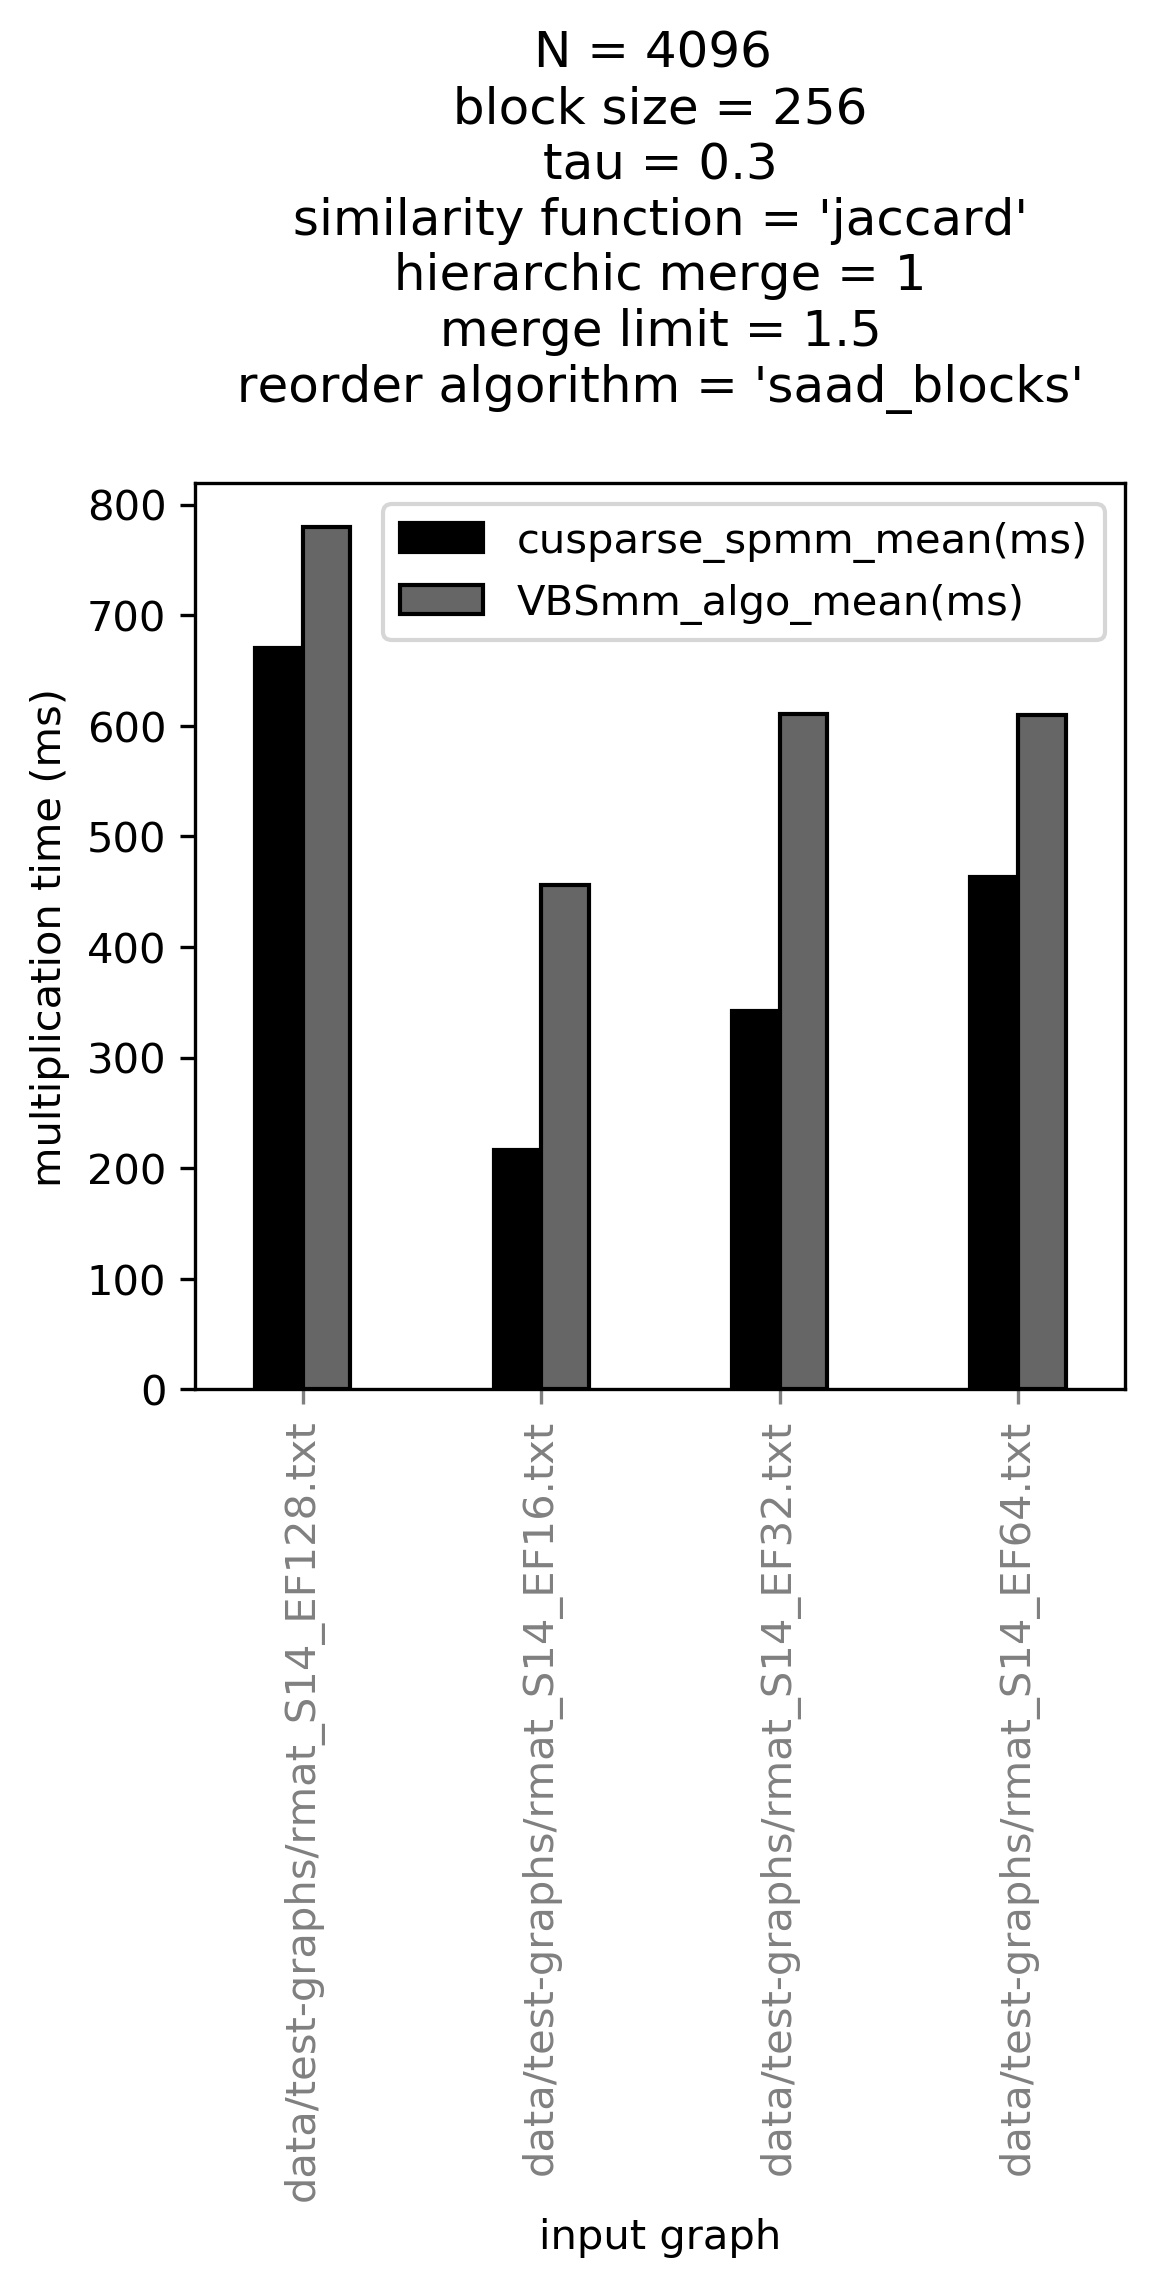 N = 4096
block size = 256
tau = 0.3
similarity function = 'jaccard'
hierarchic merge = 1
merge limit = 1.5
reorder algorithm = 'saad_blocks'
cusparse_spmm_mean(ms)
VBSmm_algo_mean(ms)
multiplication time (ms)
800
700
600
500
400
300
200
100
0
data/test-graphs/rmat_S14_EF128.txt
data/test-graphs/rmat_S14_EF16.txt
data/test-graphs/rmat_S14_EF32.txt
data/test-graphs/rmat_S14_EF64.txt
input graph